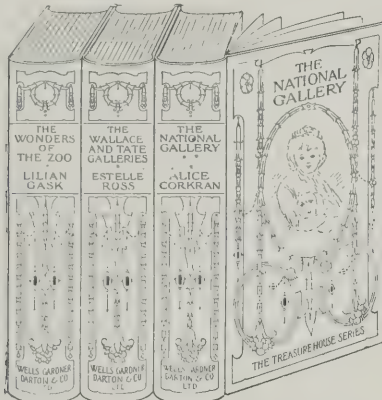 THE
WONDERS
OF THE ZOO
LILIAN
GASK
WELLS GARDNER
DARTON & CO
LTD
THE
WALLACE
AND TATE
GALLERIES
ESTELLE
ROSS
WELLS GARDNER
DARTON & CO
LTD
THE
NATIONAL
GALLERY
ALICE
CORKRAN
WELLS GARDNER
DARTON & CO
LTD
THE
NATIONAL
GALLERY
THE TREASURE HOUSE SERIES